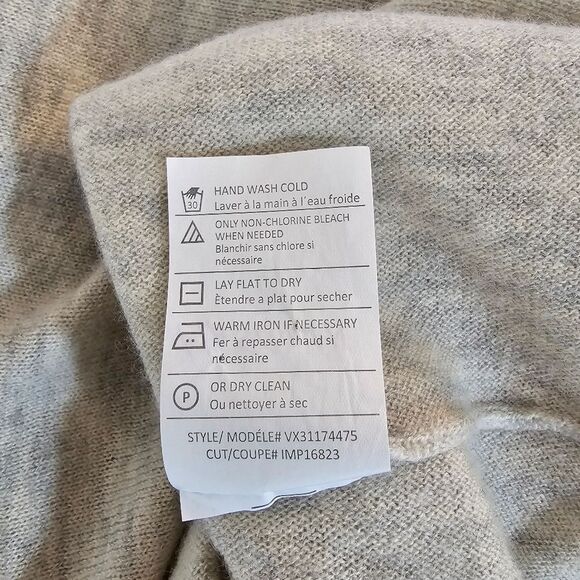 30
HAND WASH COLD
Laver à la main à l'eau froide
ONLY NON-CHLORINE BLEACH
WHEN NEEDED
Blanchir sans chlore si
nécessaire
LAY FLAT TO DRY
Ètendre a plat pour secher
WARM IRON IF NECESSARY
Fer à repasser chaud si
nécessaire
P
OR DRY CLEAN
Ou nettoyer à sec
STYLE/ MODÉLE# VX31174475
CUT/COUPE# IMP16823